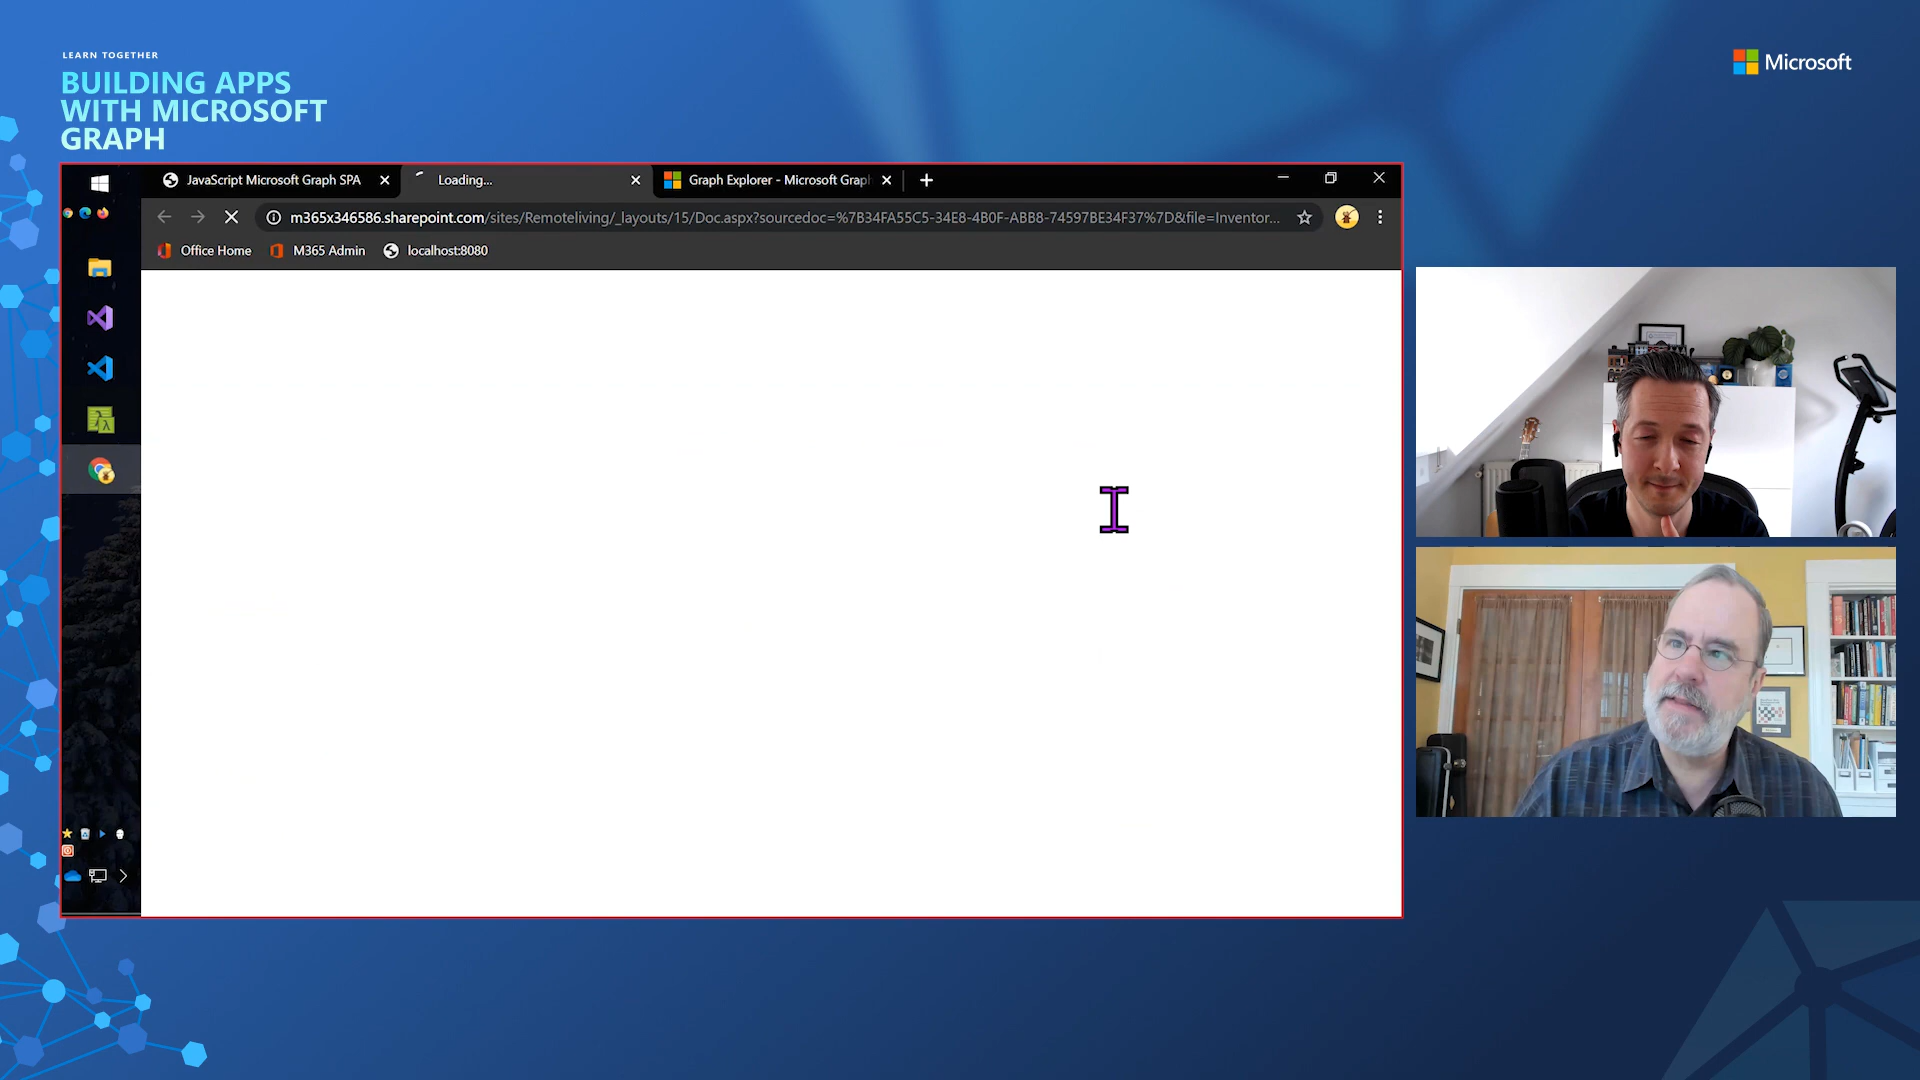 LEARN TOGETHER
BUILDING APPS
WITH MICROSOFT
GRAPH
Microsoft
JavaScript Microsoft Graph SPA
Loading...
Graph Explorer - Microsoft Grap
m365x346586.sharepoint.com/sites/Remoteliving/_layouts/15/Doc.aspx?sourcedoc=%7B34FA55C5-34E8-4B0F-ABB8-74597BE34F37%7D&file=Inventor...
Office Home
M365 Admin
localhost:8080